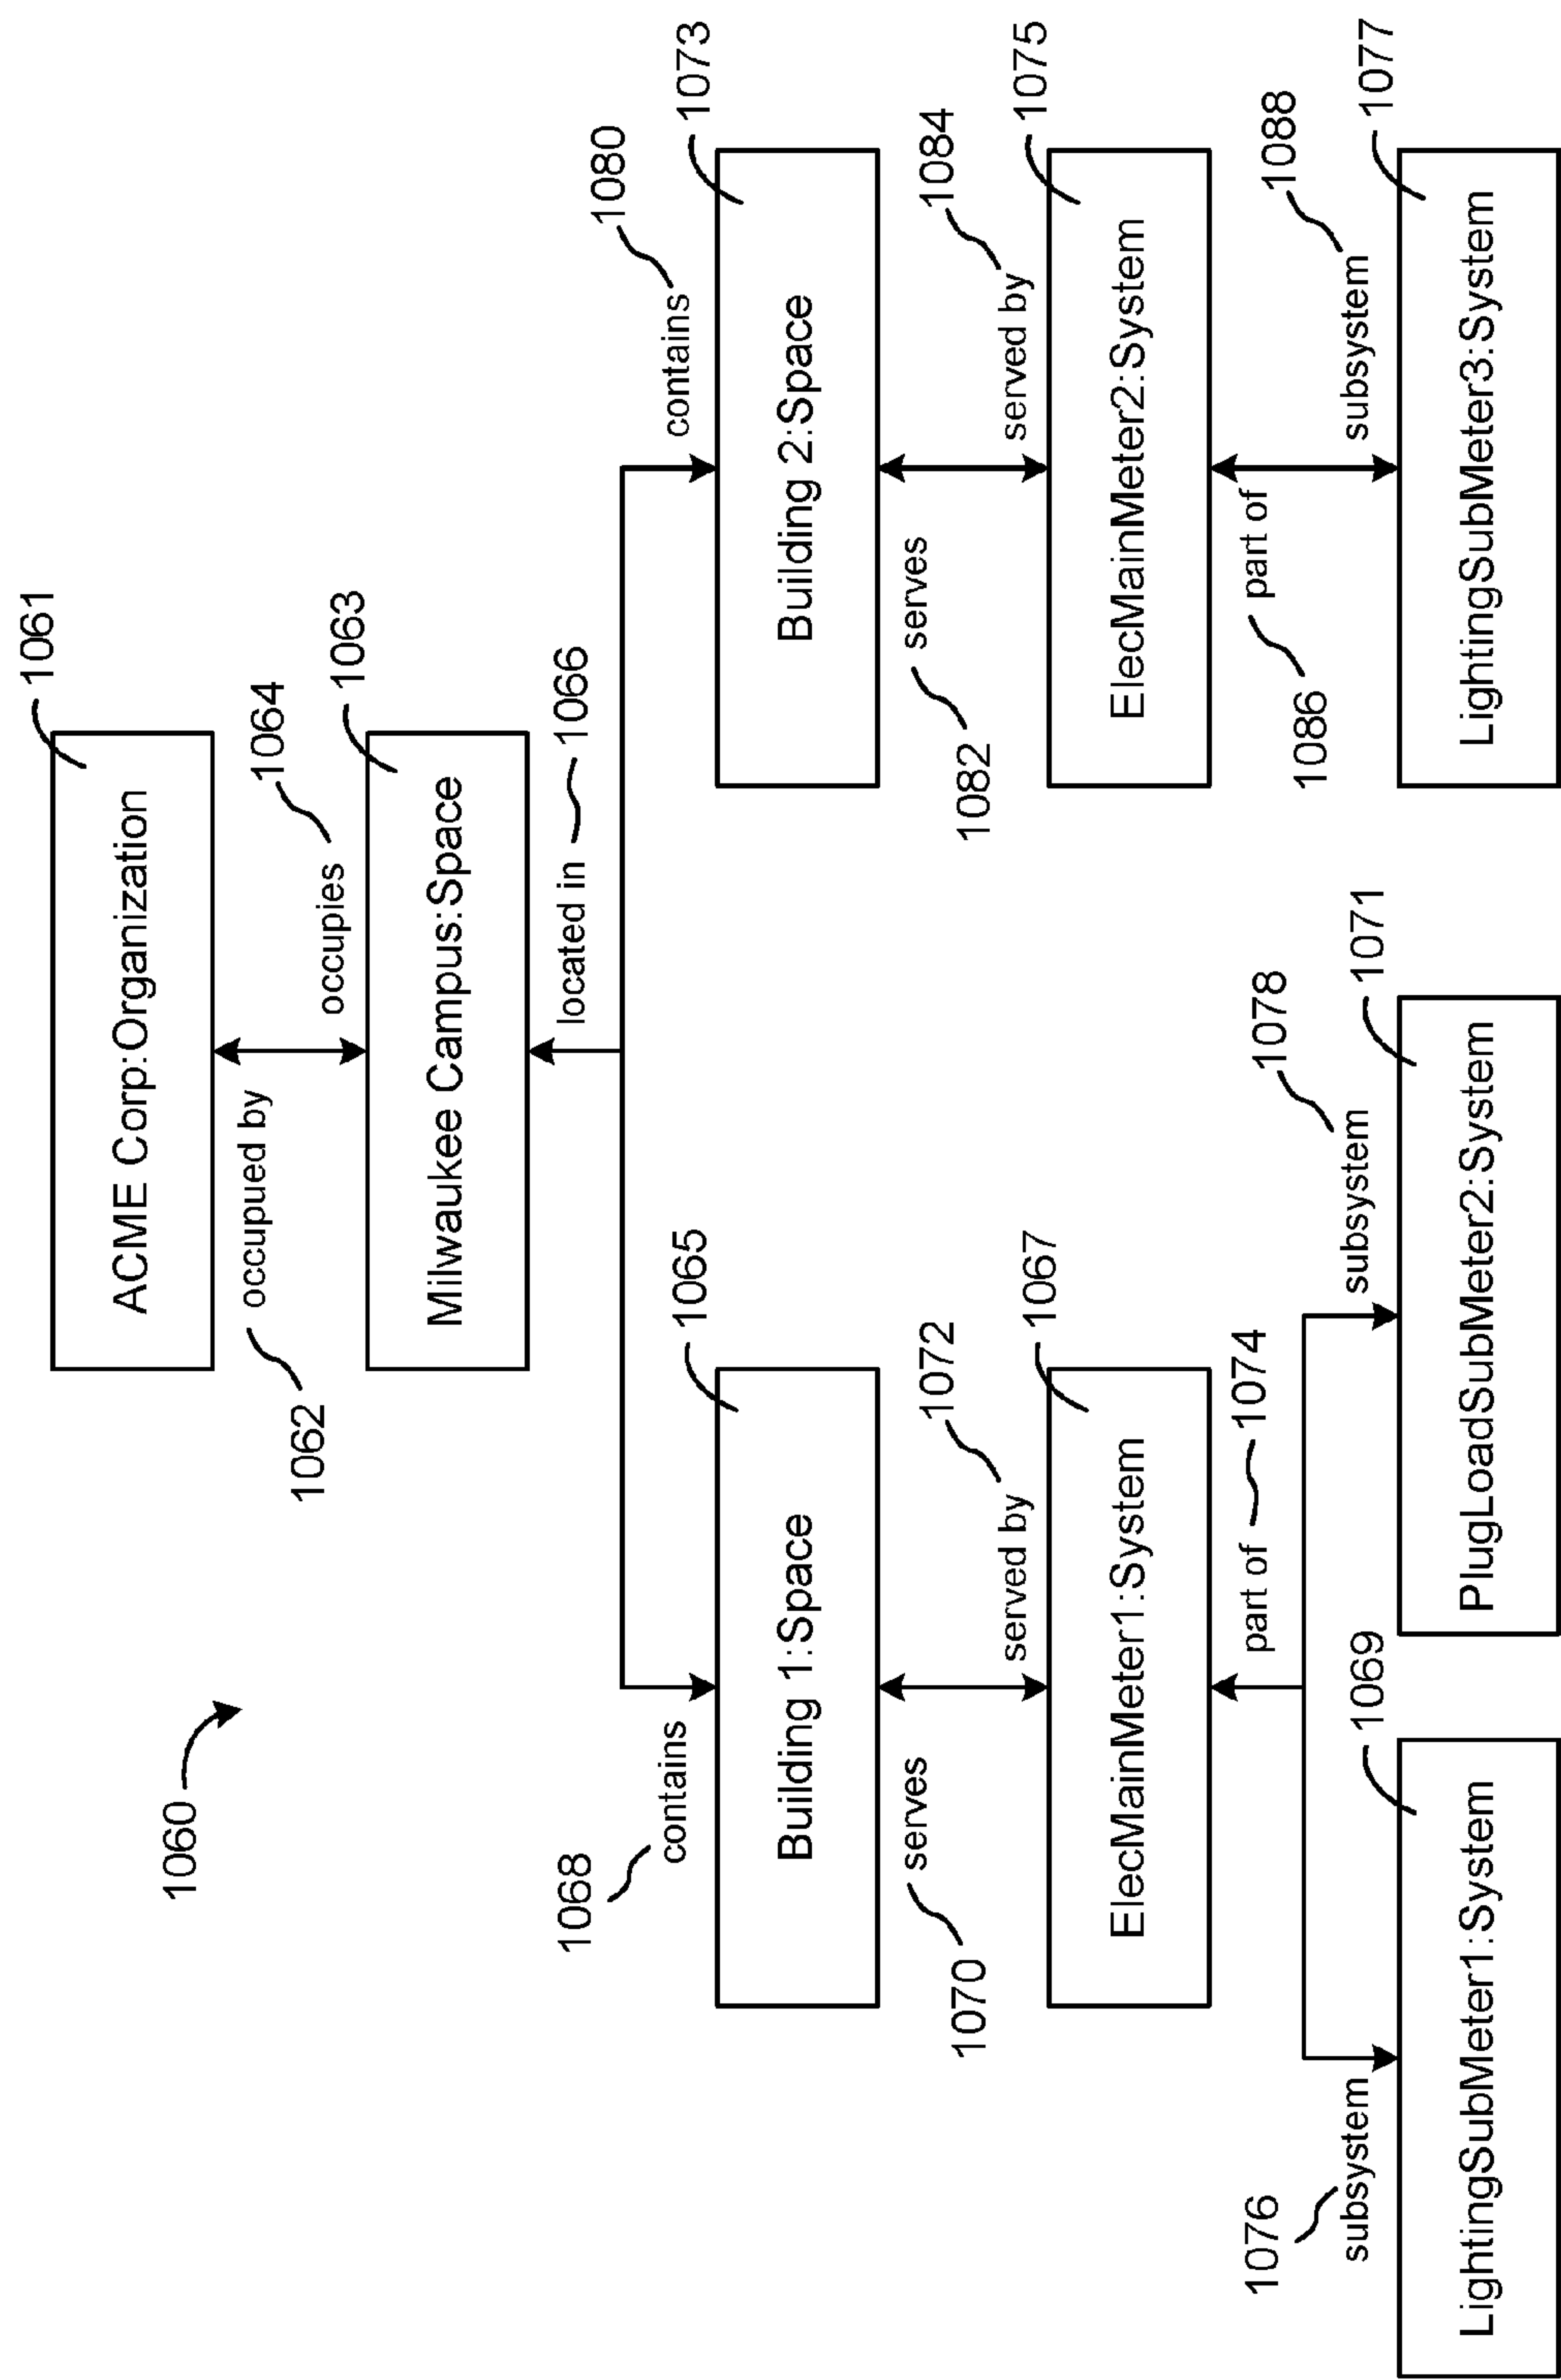 1060
1061
ACME Corp:Organization
1062
occupued by
occupies
1064
1063
Milwaukee Campus:Space
located in
1066
1068
contains
contains
1080
1065
Building 1:Space
1073
Building 2:Space
1070
serves
served by
1072
1082
serves
served by
1084
1067
ElecMainMeter1:System
1075
ElecMainMeter2:System
part of
1074
1086
part of
1076
subsystem
subsystem
1078
subsystem
1088
1069
LightingSubMeter1:System
1071
PlugLoadSubMeter2:System
1077
LightingSubMeter3:System